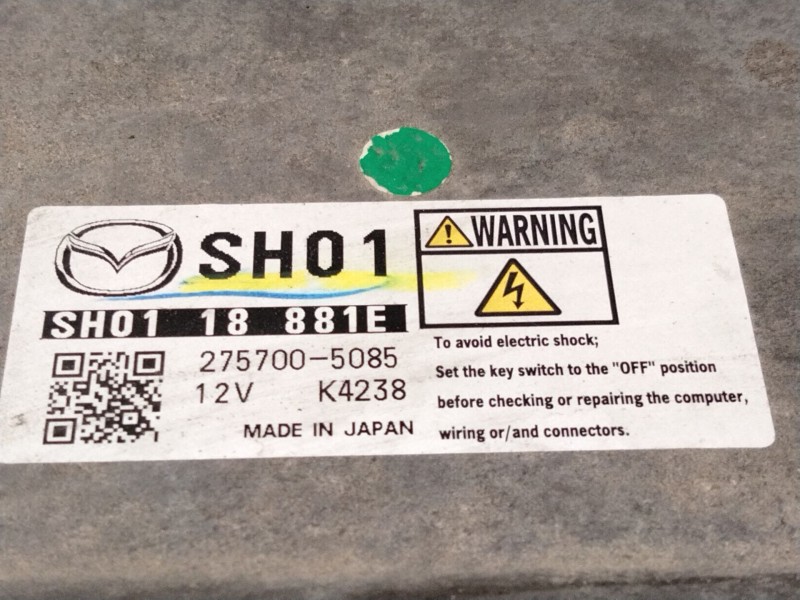 SH01
SH01 18 881E
275700-5085
12V K4238
MADE IN JAPAN
WARNING
To avoid electric shock;
Set the key switch to the "OFF" position
before checking or repairing the computer,
wiring or/and connectors.